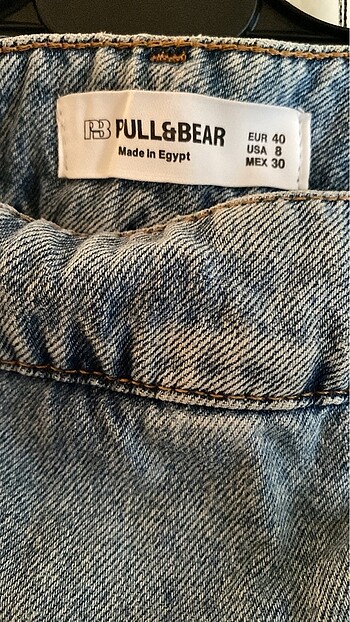 PB PULL&BEAR
Made in Egypt
EUR 40
USA 8
MEX 30